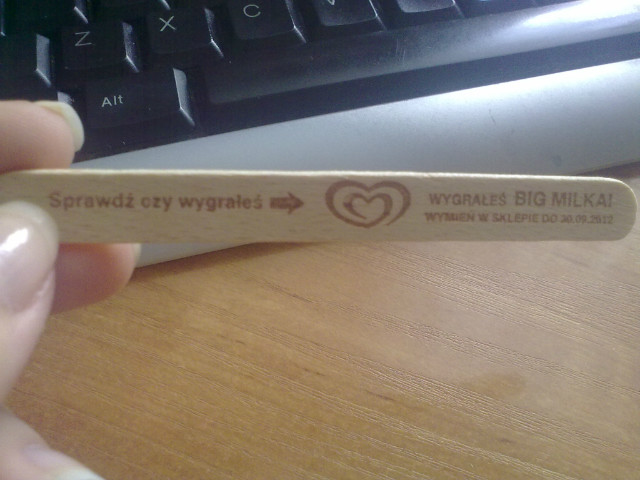 Z X C V
Alt
Sprawdź czy wygrałeś
WYGRAŁEŚ BIG MILKA!
WYMIEŃ W SKLEPIE DO 30.09.2012